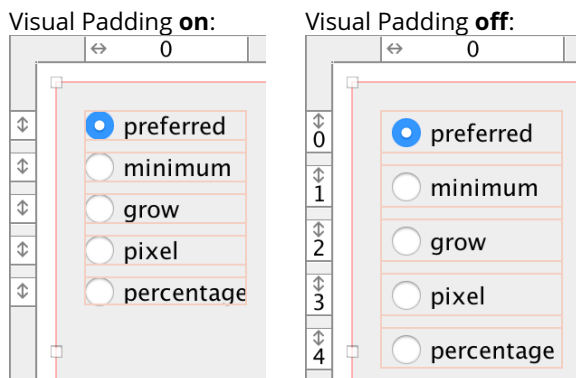 Visual Padding on:
0
preferred
minimum
grow
pixel
percentage
Visual Padding off:
0
0
preferred
1
minimum
2
grow
3
pixel
4
percentage